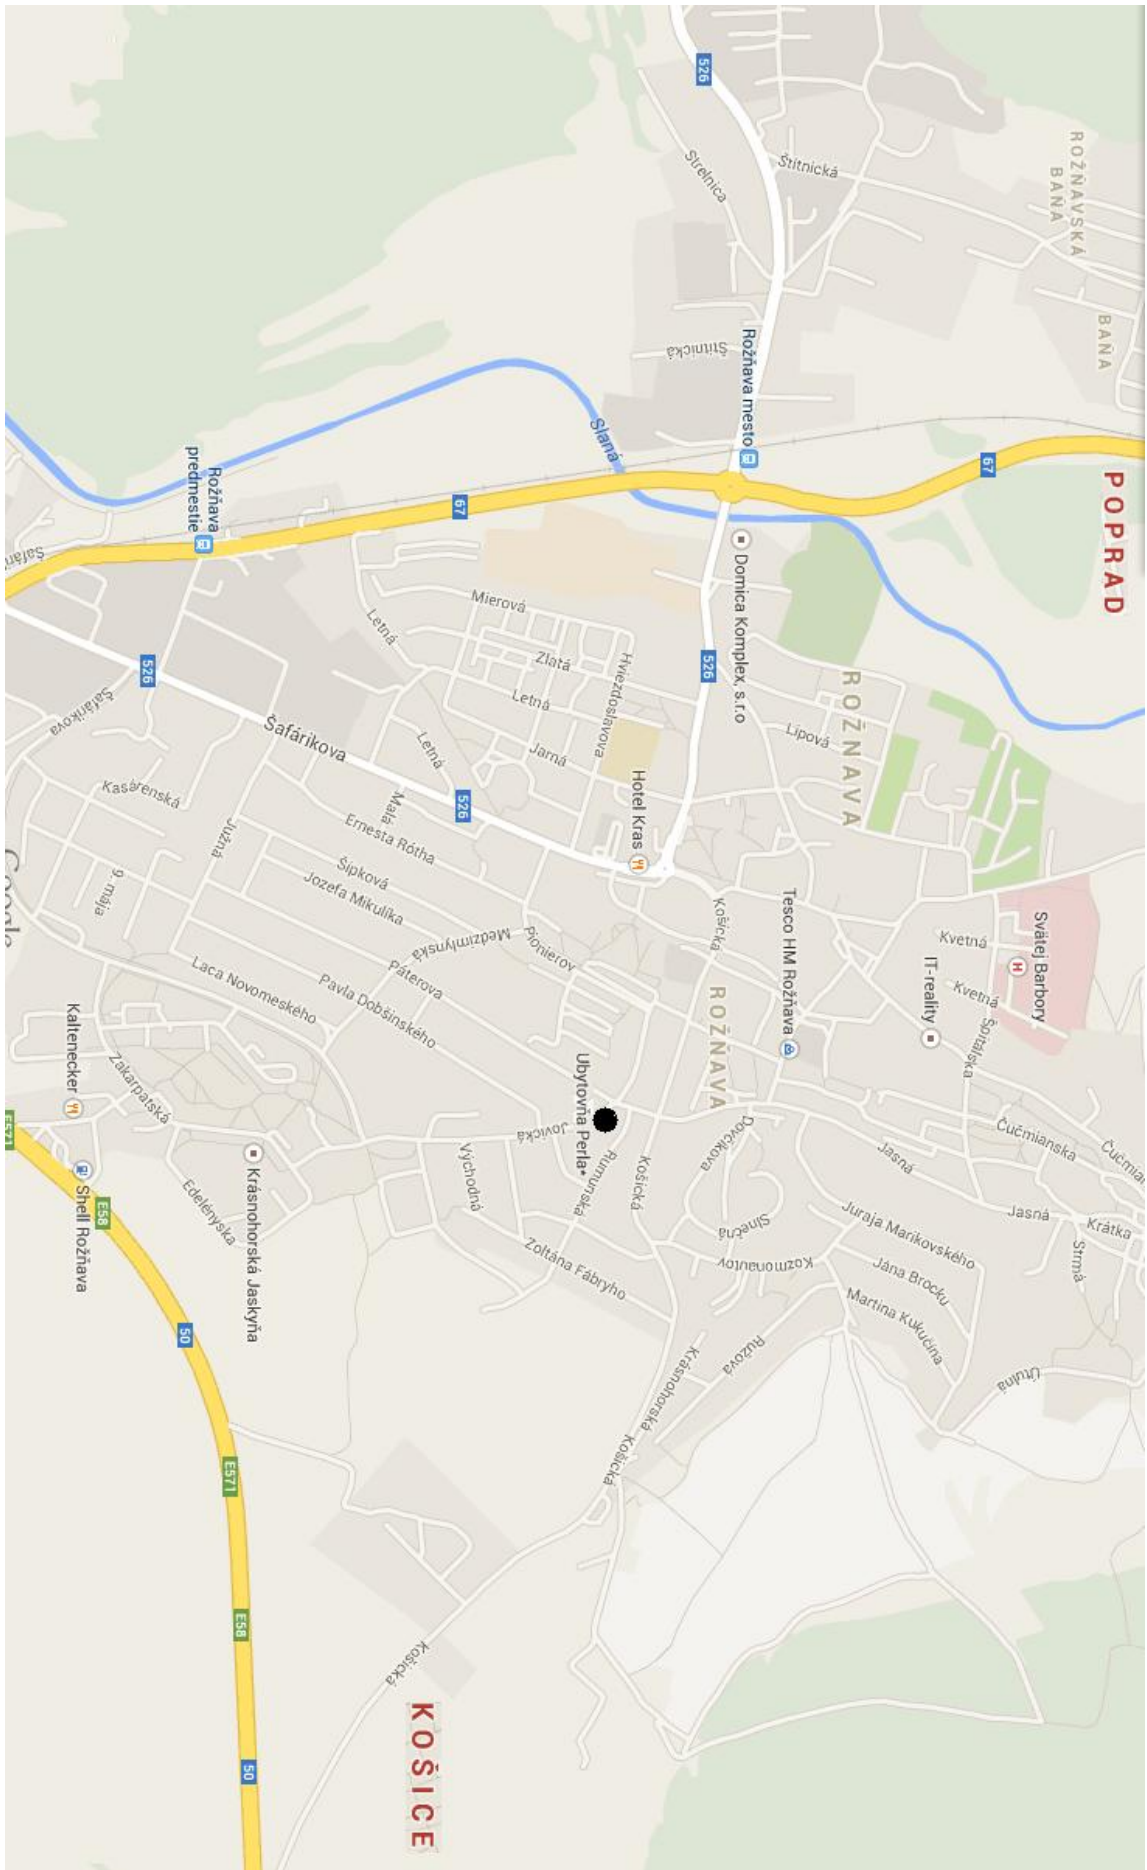 526
ROŽŇAVSKÁ
BAŇA
BAŇA
Štítnická
Strelnica
Štítnická
Rožňava mesto
Slaná
67
POPRAD
Rožňava
predmestie
67
Domica Komplex, s.r.o
Mierová
Letná
Zlatá
Hviezdoslavova
526
ROŽŇAVA
Lipová
526
Šafárikova
Šafárikova
Letná
Letná
Jarná
Hotel Kras
526
Kasárenská
Malá
Ernesta Rótha
Južná
Šípková
Jozefa Mikulíka
9. mája
Google
Medzimlynská
Pionierov
Košická
Tesco HM Rožňava
Kvetná
Svätej Barbory
H
IT-reality
Kvetná
Špitálska
ROŽŇAVA
Páterova
Laca Novomeského
Pavla Dobšinského
Kaltenecker
Zakarpatská
Ubytovňa Perla
Jovická
Rumunská
Košická
Dovčíkova
Čučmianska
Jasná
Jasná
Krátka
Strmá
Východná
Krásnohorská Jaskyňa
Edelényska
Shell Rožňava
E571
E58
Zoltána Fábryho
Slnečná
Kozmonautov
Juraja Marikovského
Jána Brocku
Martina Kukučína
Ružová
Útulná
Krásnohorská
Košická
50
E571
E58
Košická
KOŠICE
50